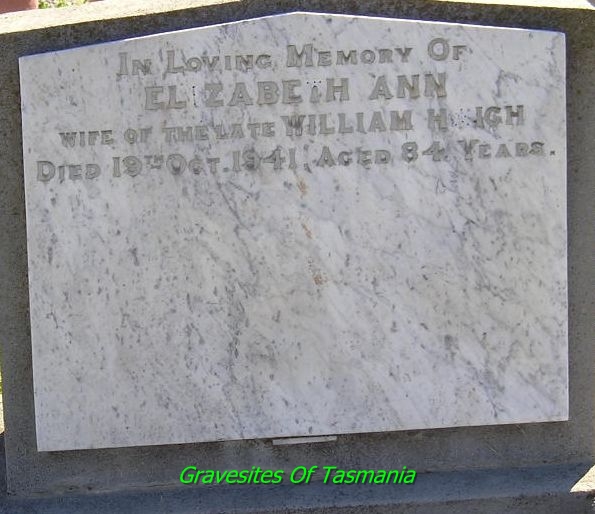 In Loving Memory Of
ELIZABETH ANN
WIFE OF THE LATE WILLIAM
Died 19th Oct. 1941, Aged 84 Years.
Gravesites Of Tasmania